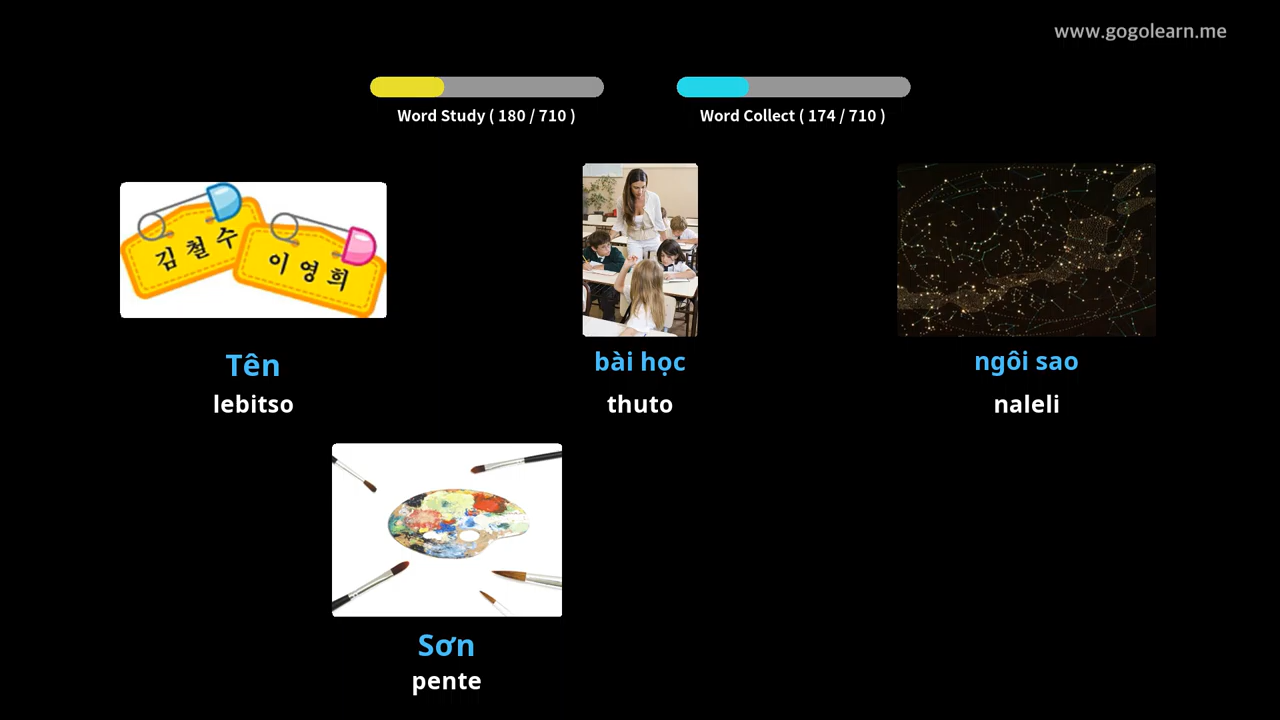 www.gogolearn.me
Word Study ( 180 / 710 )
Word Collect ( 174 / 710 )
김철수
이영희
Tên
bài học
ngôi sao
lebitso
thuto
naleli
Sơn
pente